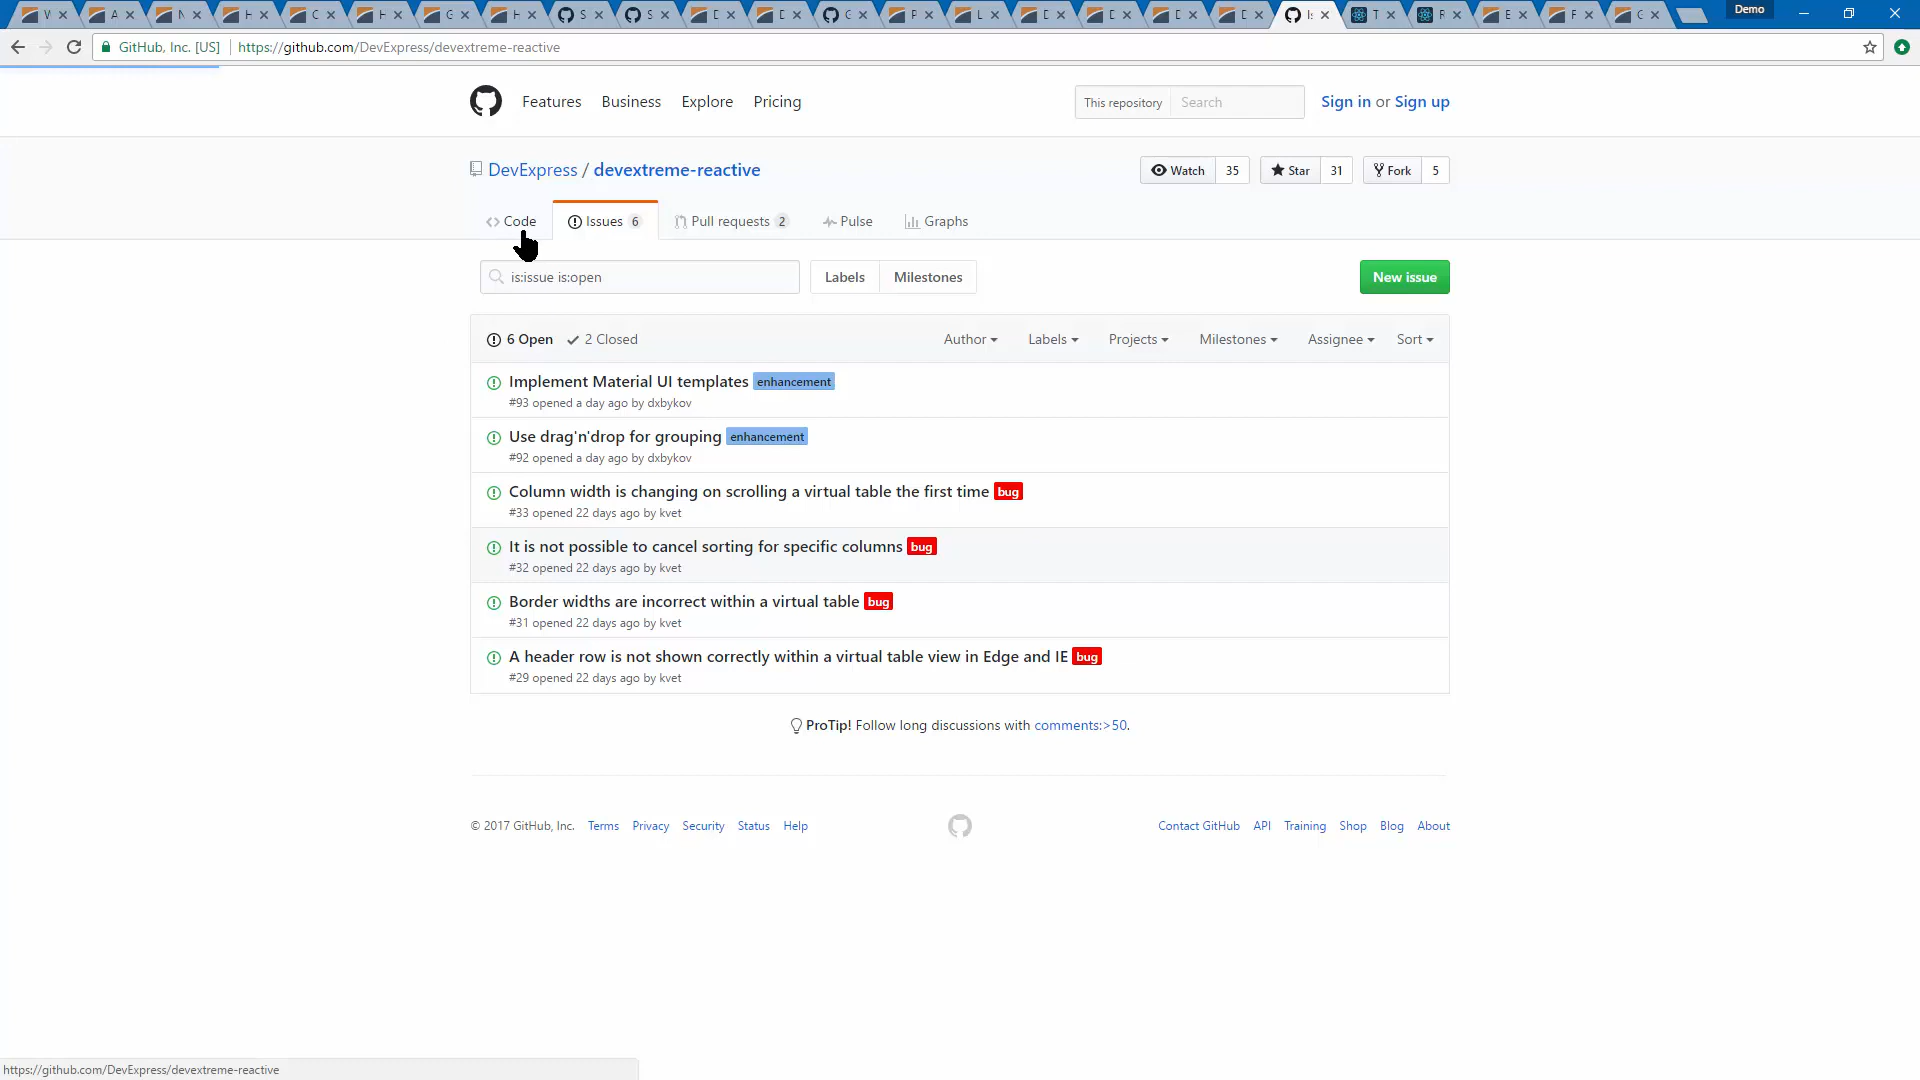 W A N H C H G H S S D D C P L D D D D Is T R E F G Demo
GitHub, Inc. [US] https://github.com/DevExpress/devextreme-reactive
Features Business Explore Pricing This repository Search Sign in or Sign up
DevExpress / devextreme-reactive Watch 35 Star 31 Fork 5
Code Issues 6 Pull requests 2 Pulse Graphs
is:issue is:open Labels Milestones New issue
6 Open 2 Closed Author Labels Projects Milestones Assignee Sort
Implement Material UI templates enhancement
#93 opened a day ago by dxbykov
Use drag'n'drop for grouping enhancement
#92 opened a day ago by dxbykov
Column width is changing on scrolling a virtual table the first time bug
#33 opened 22 days ago by kvet
It is not possible to cancel sorting for specific columns bug
#32 opened 22 days ago by kvet
Border widths are incorrect within a virtual table bug
#31 opened 22 days ago by kvet
A header row is not shown correctly within a virtual table view in Edge and IE bug
#29 opened 22 days ago by kvet
ProTip! Follow long discussions with comments:>50.
© 2017 GitHub, Inc. Terms Privacy Security Status Help Contact GitHub API Training Shop Blog About
https://github.com/DevExpress/devextreme-reactive